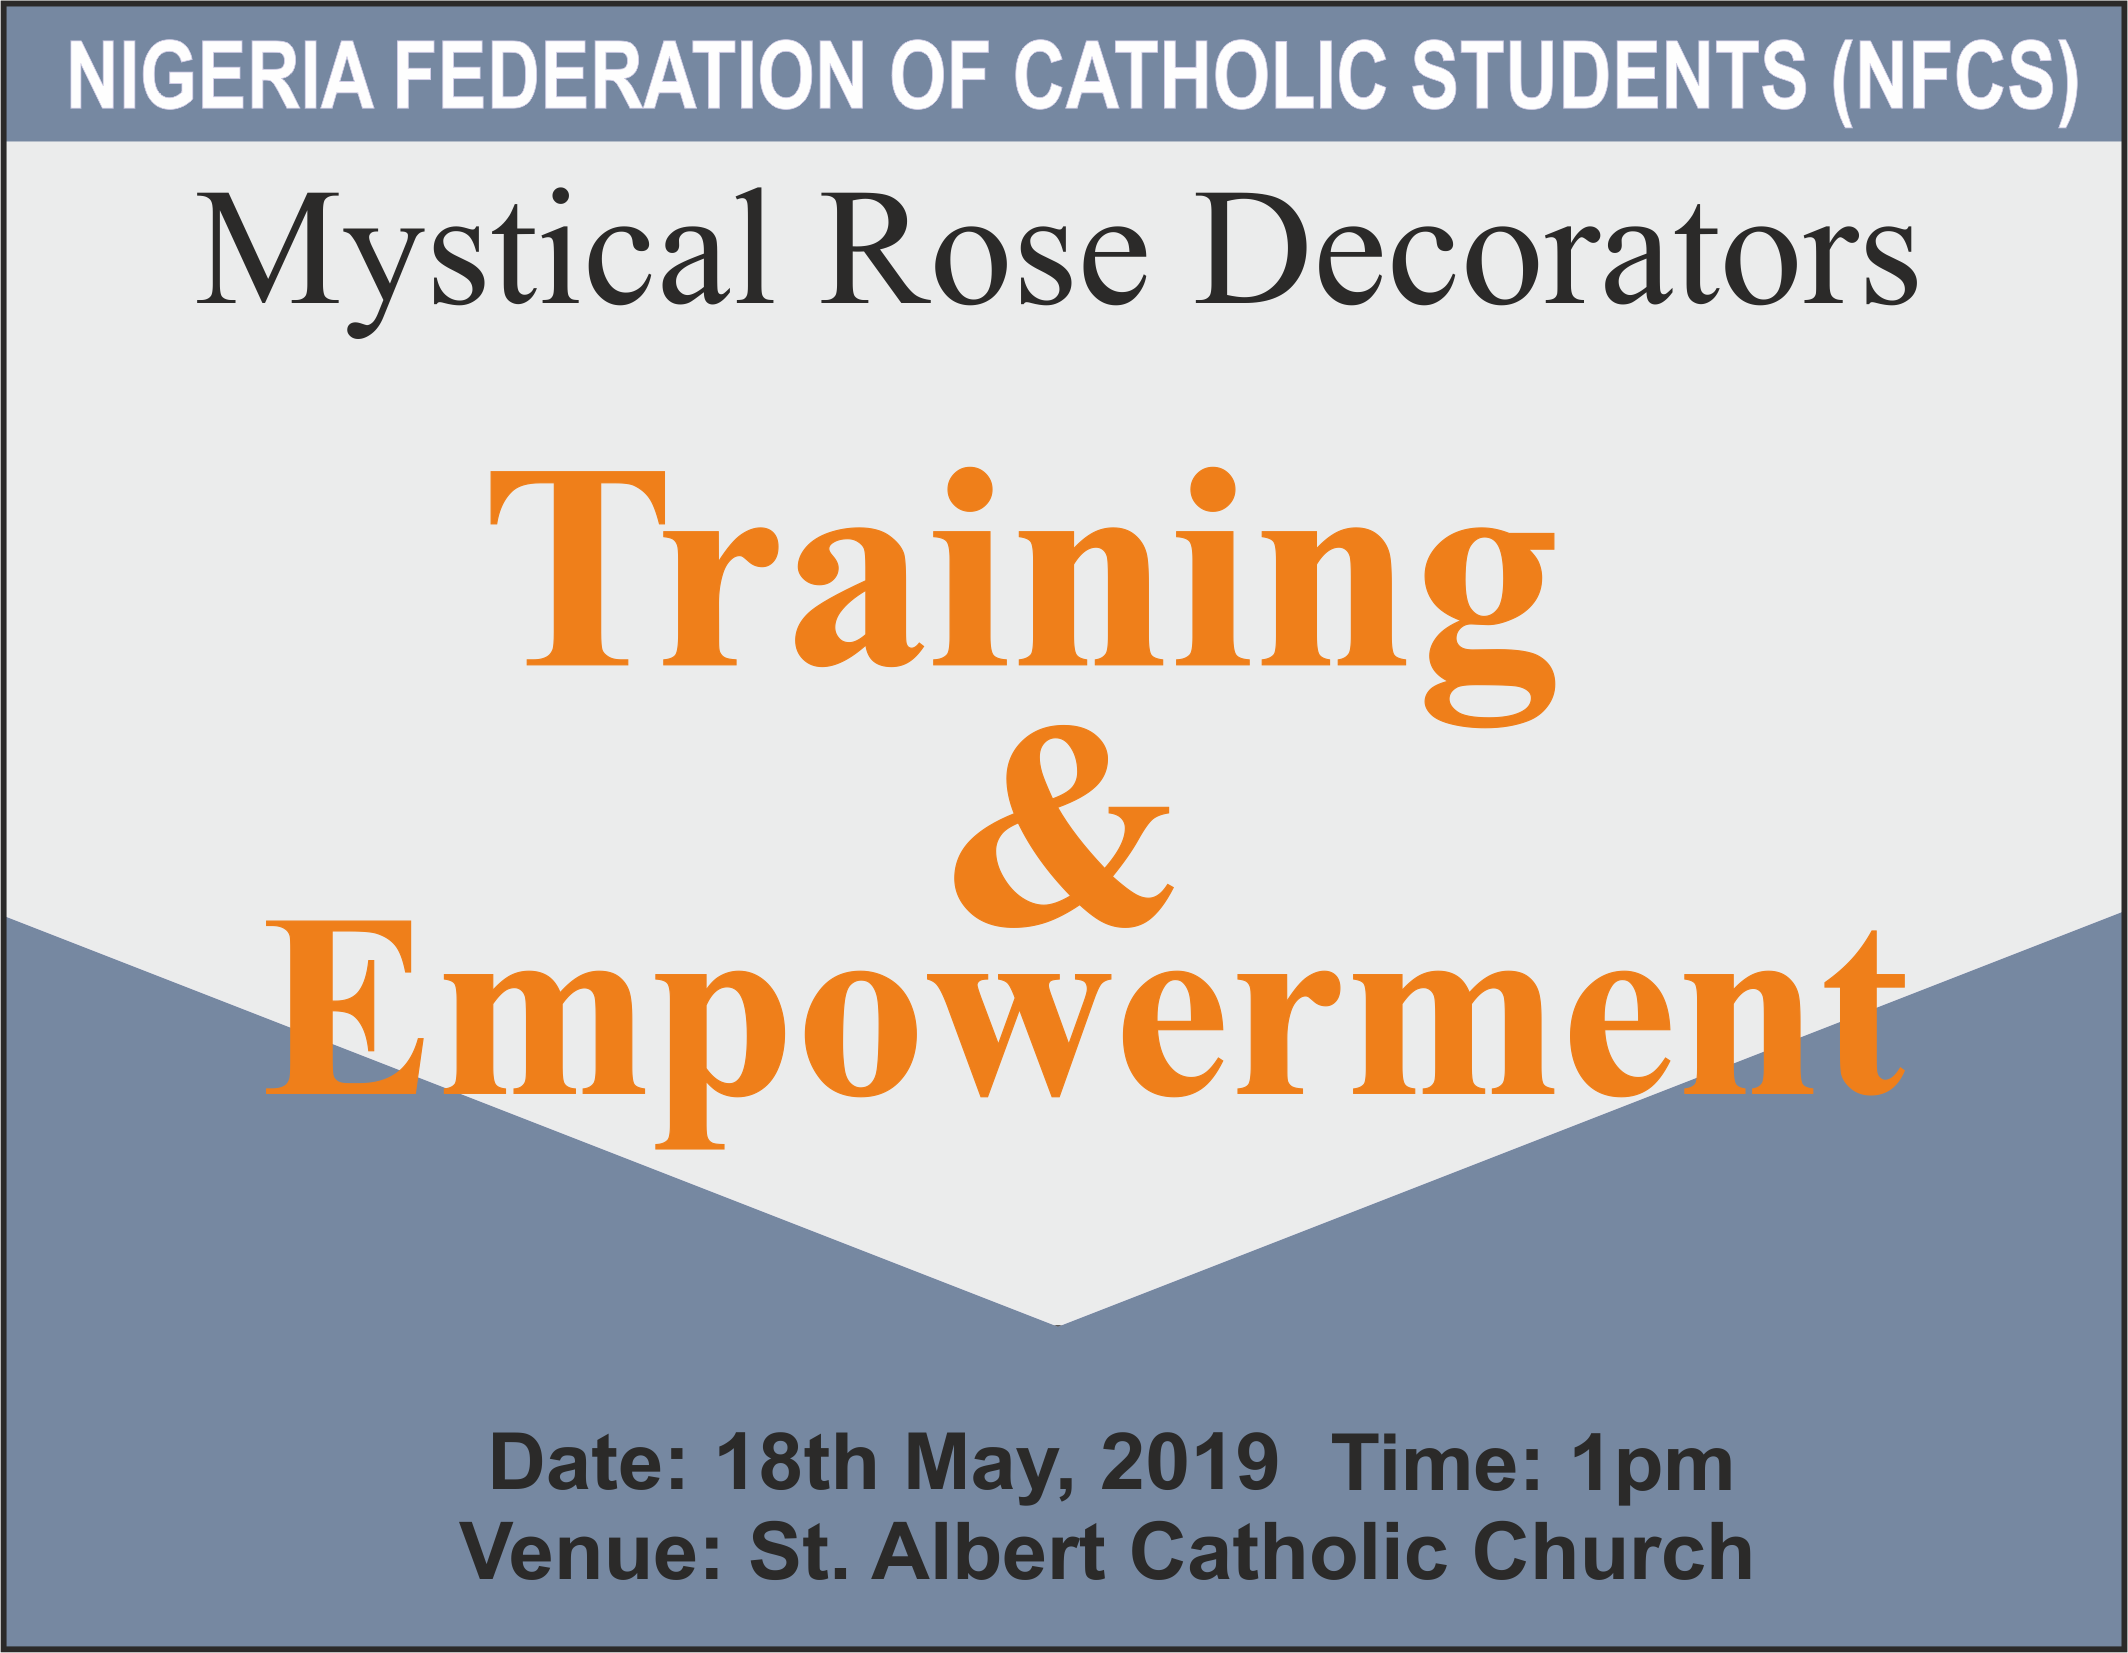 NIGERIA FEDERATION OF CATHOLIC STUDENTS (NFCS)
Mystical Rose Decorators
Training
&
Empowerment
Date: 18th May, 2019 Time: 1pm
Venue: St. Albert Catholic Church